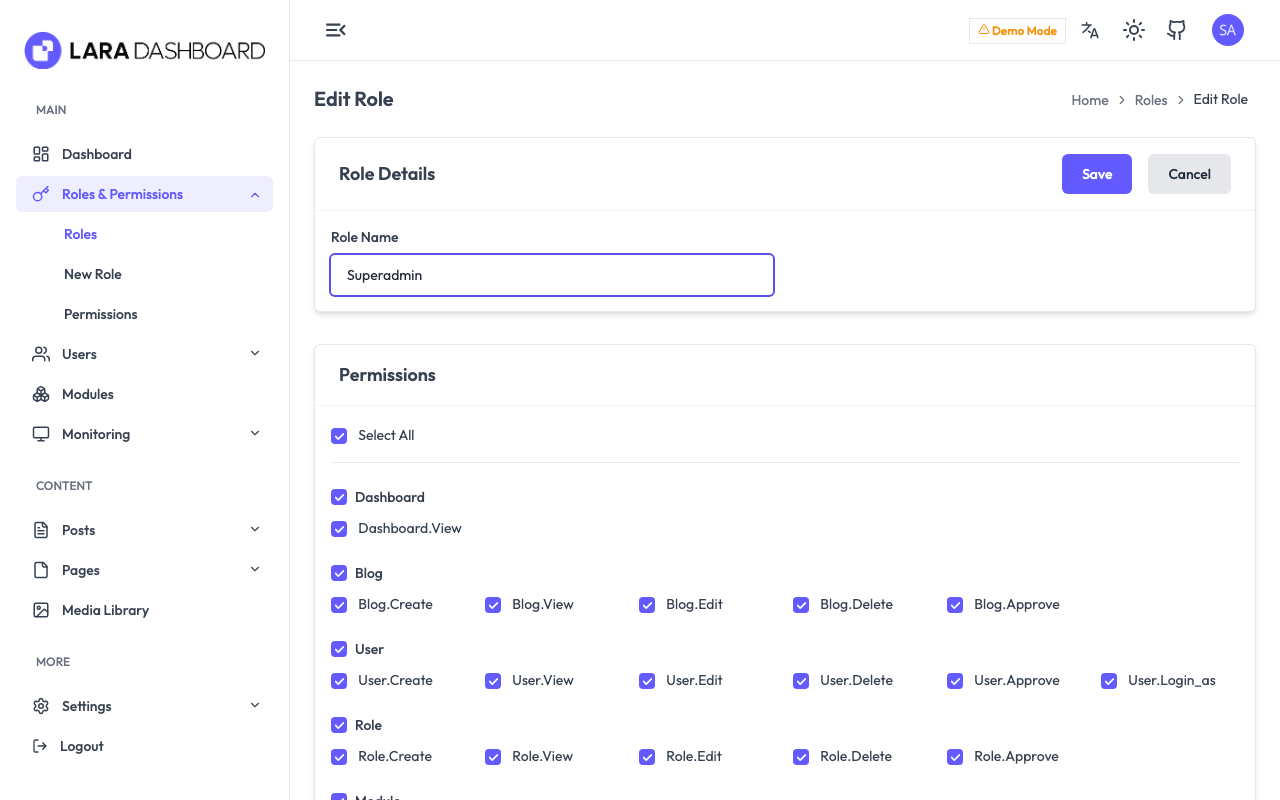 LARA DASHBOARD
MAIN
Dashboard
Roles & Permissions
Roles
New Role
Permissions
Users
Modules
Monitoring
CONTENT
Posts
Pages
Media Library
MORE
Settings
Logout
Demo Mode
SA
Edit Role
Home > Roles > Edit Role
Role Details
Save
Cancel
Role Name
Superadmin
Permissions
Select All
Dashboard
Dashboard.View
Blog
Blog.Create Blog.View Blog.Edit Blog.Delete Blog.Approve
User
User.Create User.View User.Edit User.Delete User.Approve User.Login_as
Role
Role.Create Role.View Role.Edit Role.Delete Role.Approve
Module